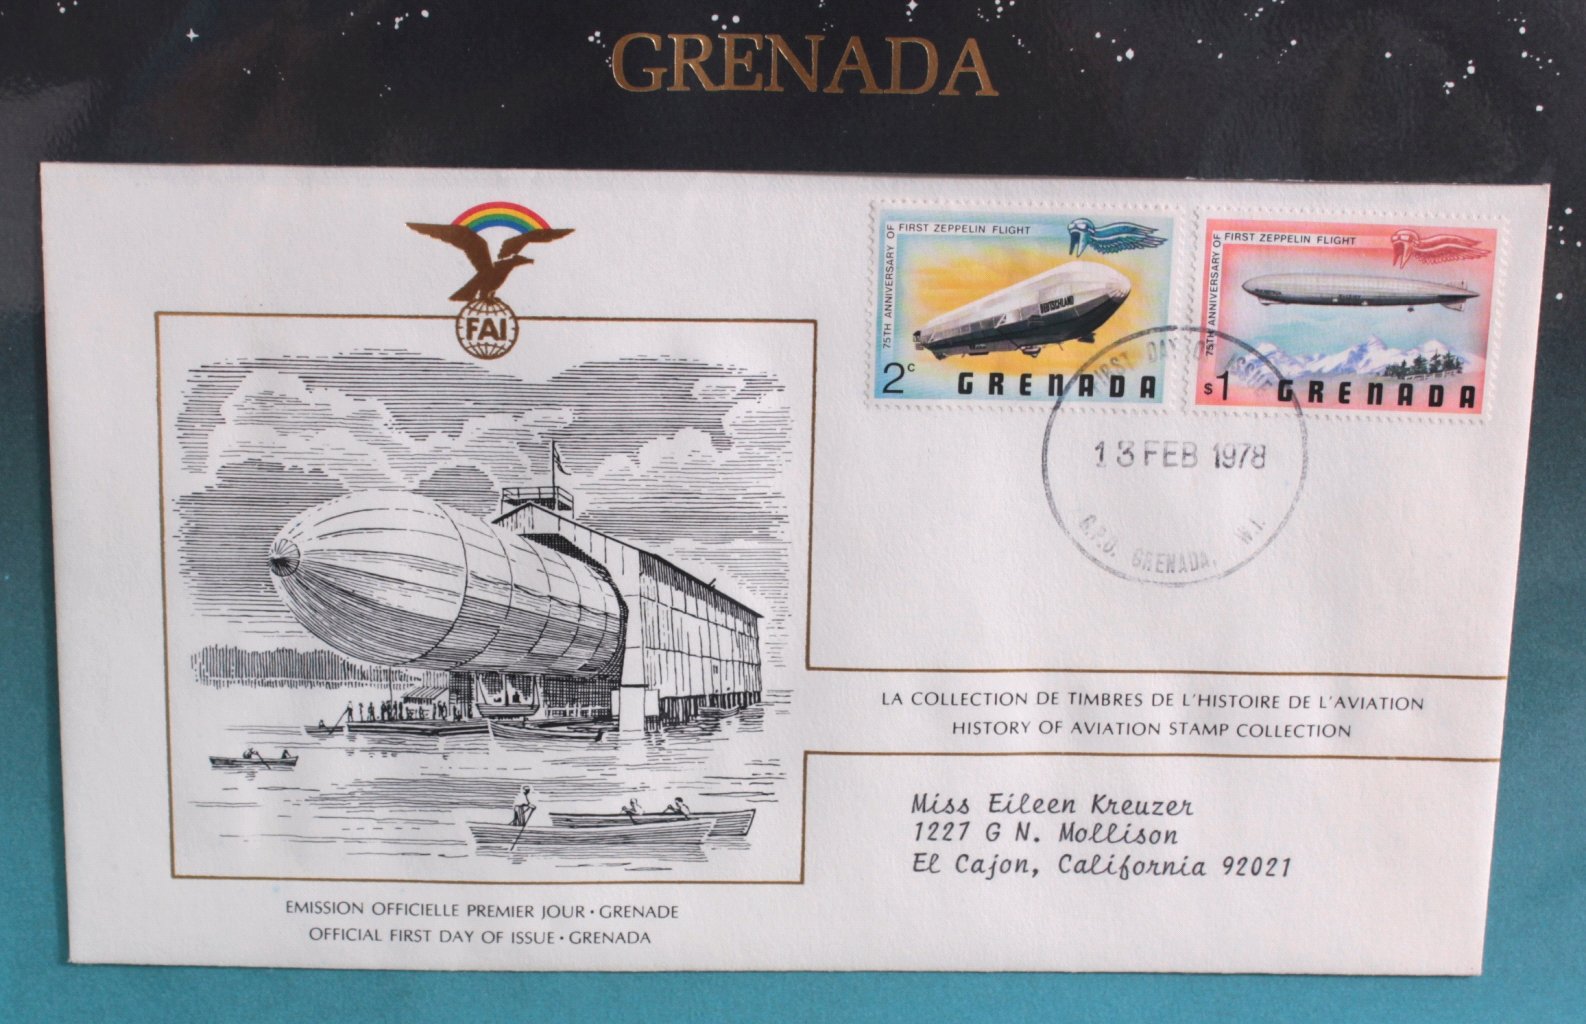 GRENADA
FAI
75TH ANNIVERSARY OF FIRST ZEPPELIN FLIGHT
DEUTSCHLAND
2c GRENADA
75TH ANNIVERSARY OF FIRST ZEPPELIN FLIGHT
$1 GRENADA
FIRST DAY OF ISSUE
13 FEB 1978
G.P.O. GRENADA, W.I.
LA COLLECTION DE TIMBRES DE L'HISTOIRE DE L'AVIATION
HISTORY OF AVIATION STAMP COLLECTION
Miss Eileen Kreuzer
1227 G N. Mollison
El Cajon, California 92021
EMISSION OFFICIELLE PREMIER JOUR • GRENADE
OFFICIAL FIRST DAY OF ISSUE • GRENADA